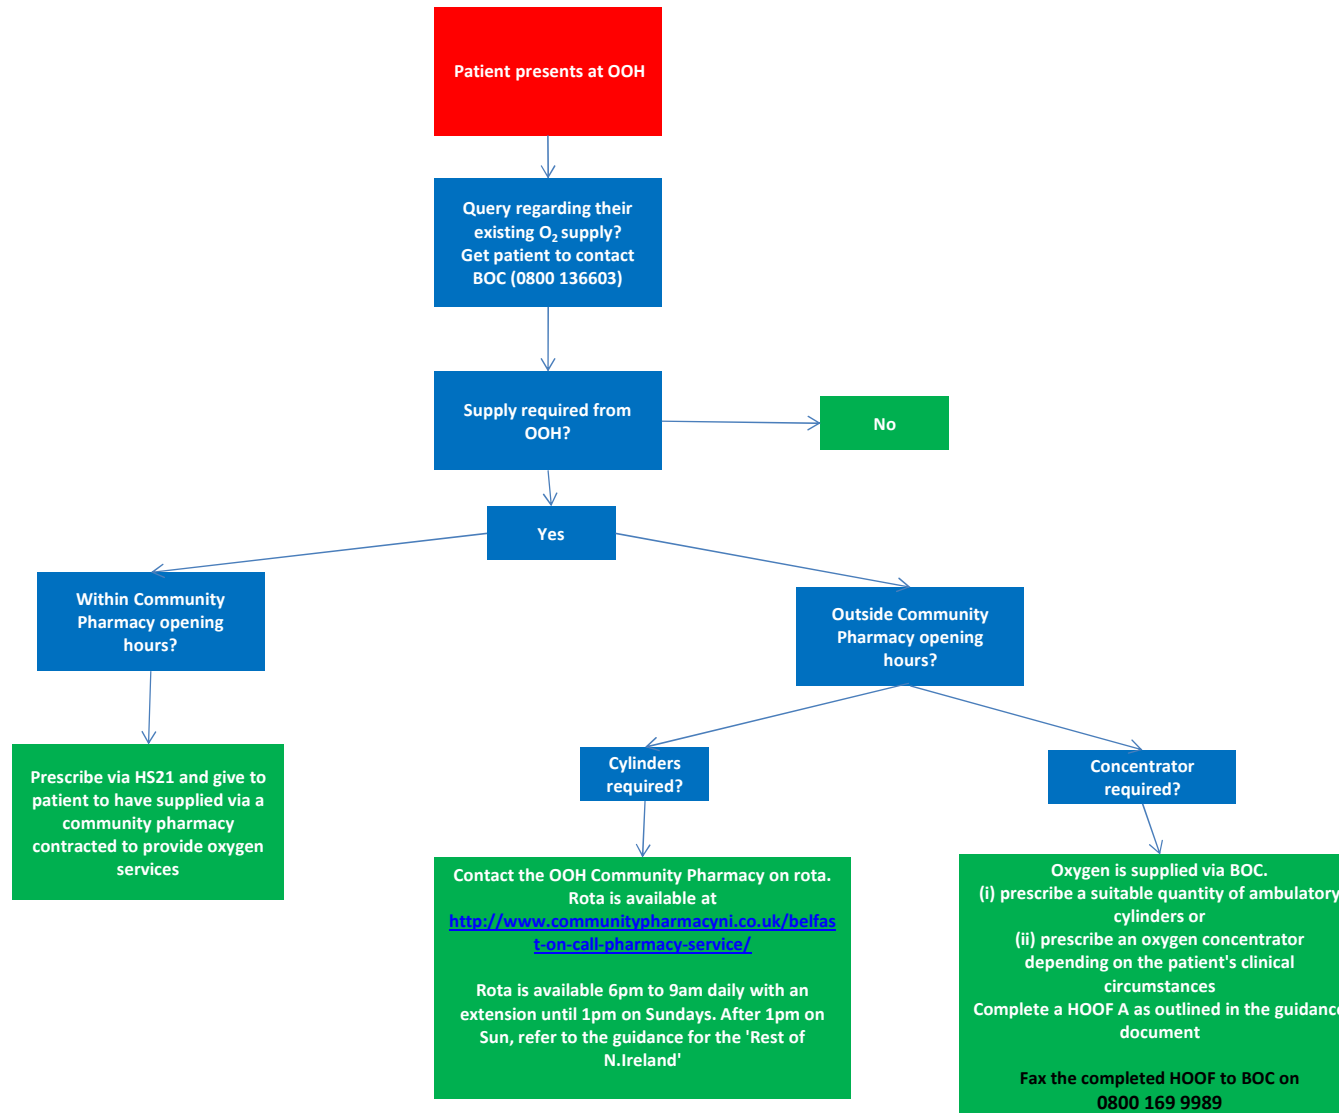 Patient presents at OOH
Query regarding their
existing O₂ supply?
Get patient to contact
BOC (0800 136603)
Supply required from
OOH?
No
Yes
Within Community
Pharmacy opening
hours?
Outside Community
Pharmacy opening
hours?
Prescribe via HS21 and give to
patient to have supplied via a
community pharmacy
contracted to provide oxygen
services
Cylinders
required?
Concentrator
required?
Contact the OOH Community Pharmacy on rota.
Rota is available at
http://www.communitypharmacyni.co.uk/belfas
t-on-call-pharmacy-service/
Rota is available 6pm to 9am daily with an
extension until 1pm on Sundays. After 1pm on
Sun, refer to the guidance for the 'Rest of
N.Ireland'
Oxygen is supplied via BOC.
(i) prescribe a suitable quantity of ambulatory
cylinders or
(ii) prescribe an oxygen concentrator
depending on the patient's clinical
circumstances
Complete a HOOF A as outlined in the guidance
document
Fax the completed HOOF to BOC on
0800 169 9989